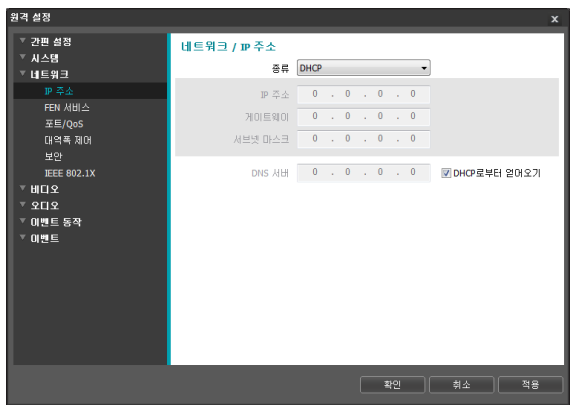 원격 설정 x
간편 설정
시스템
네트워크
IP 주소
FEN 서비스
포트/QoS
대역폭 제어
보안
IEEE 802.1X
비디오
오디오
이벤트 동작
이벤트
네트워크 / IP 주소
종류 DHCP
IP 주소 0 . 0 . 0 . 0
게이트웨이 0 . 0 . 0 . 0
서브넷 마스크 0 . 0 . 0 . 0
DNS 서버 0 . 0 . 0 . 0 DHCP로부터 얻어오기
확인 취소 적용